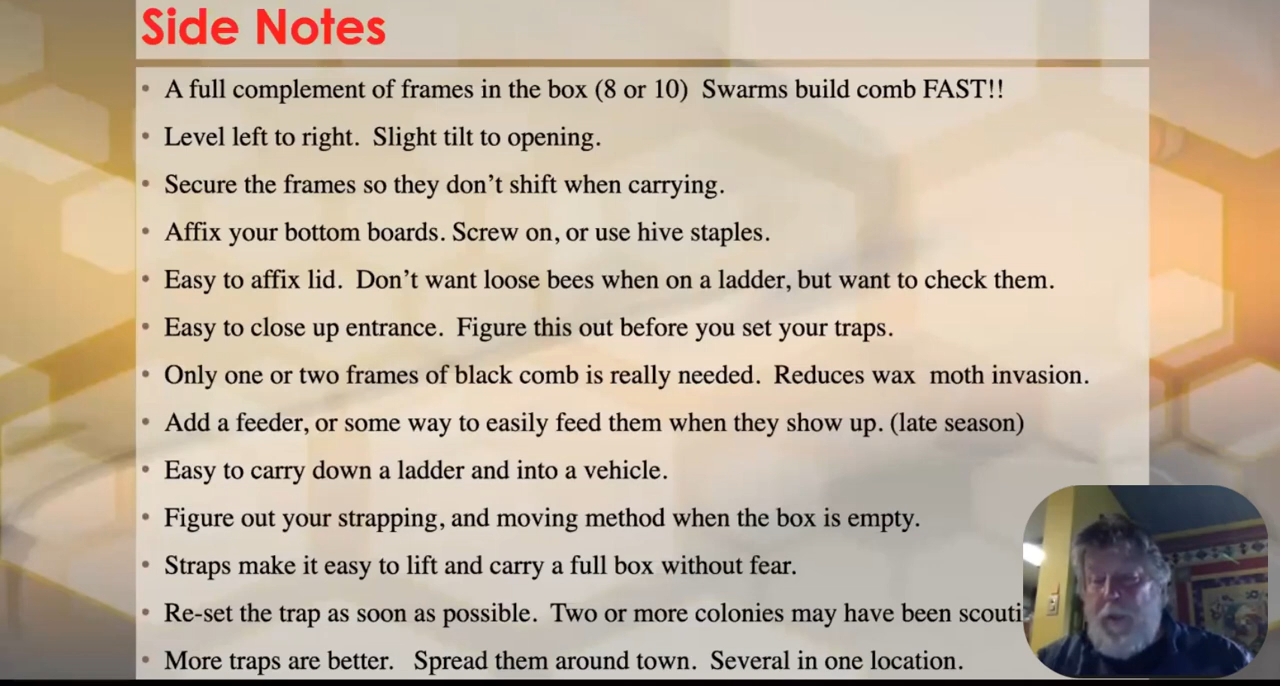 Side Notes
• A full complement of frames in the box (8 or 10)  Swarms build comb FAST!!
• Level left to right.  Slight tilt to opening.
• Secure the frames so they don’t shift when carrying.
• Affix your bottom boards. Screw on, or use hive staples.
• Easy to affix lid.  Don’t want loose bees when on a ladder, but want to check them.
• Easy to close up entrance.  Figure this out before you set your traps.
• Only one or two frames of black comb is really needed.  Reduces wax  moth invasion.
• Add a feeder, or some way to easily feed them when they show up. (late season)
• Easy to carry down a ladder and into a vehicle.
• Figure out your strapping, and moving method when the box is empty.
• Straps make it easy to lift and carry a full box without fear.
• Re-set the trap as soon as possible.  Two or more colonies may have been scouti
• More traps are better.   Spread them around town.  Several in one location.